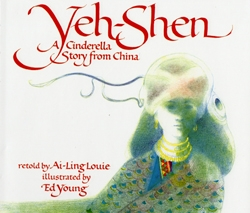 Yeh-Shen
A Cinderella
Story from China
retold by Ai-Ling Louie
illustrated by
Ed Young